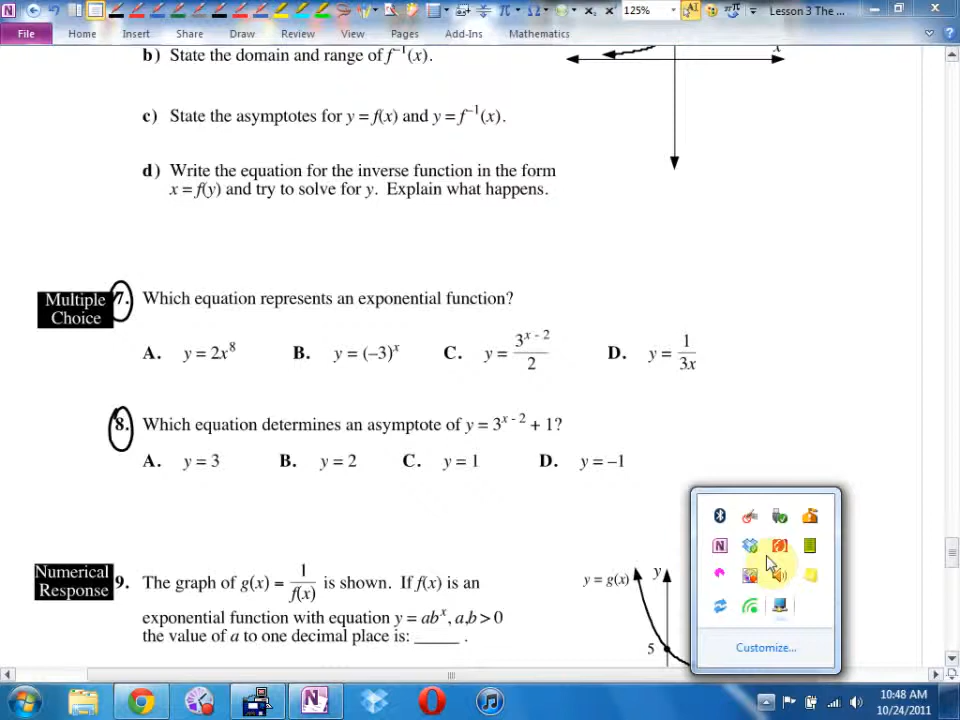 125%
Lesson 3 The ...
File Home Insert Share Draw Review View Pages Add-Ins Mathematics
b) State the domain and range of f⁻¹(x).
x
c) State the asymptotes for y = f(x) and y = f⁻¹(x).
d) Write the equation for the inverse function in the form
x = f(y) and try to solve for y. Explain what happens.
Multiple Choice
7. Which equation represents an exponential function?
A. y = 2x⁸ B. y = (–3)ˣ C. y = 3^(x - 2)/2 D. y = 1/(3x)
8. Which equation determines an asymptote of y = 3^(x - 2) + 1?
A. y = 3 B. y = 2 C. y = 1 D. y = –1
Numerical Response
9. The graph of g(x) = 1/f(x) is shown. If f(x) is an
exponential function with equation y = abˣ, a,b > 0
the value of a to one decimal place is: _____ .
y = g(x) y
5
Customize...
10:48 AM
10/24/2011